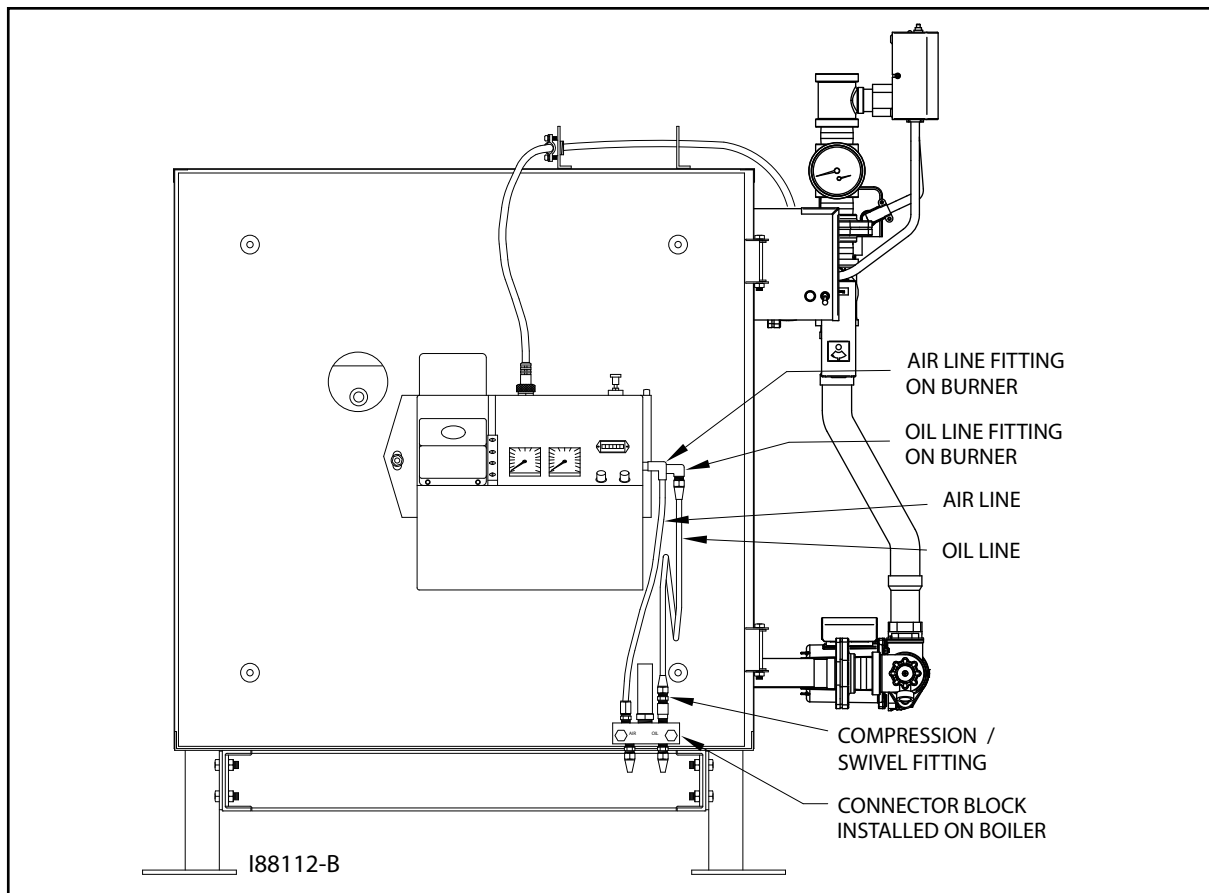 AIR LINE FITTING
ON BURNER
OIL LINE FITTING
ON BURNER
AIR LINE
OIL LINE
COMPRESSION /
SWIVEL FITTING
CONNECTOR BLOCK
INSTALLED ON BOILER
AIR OIL
I88112-B